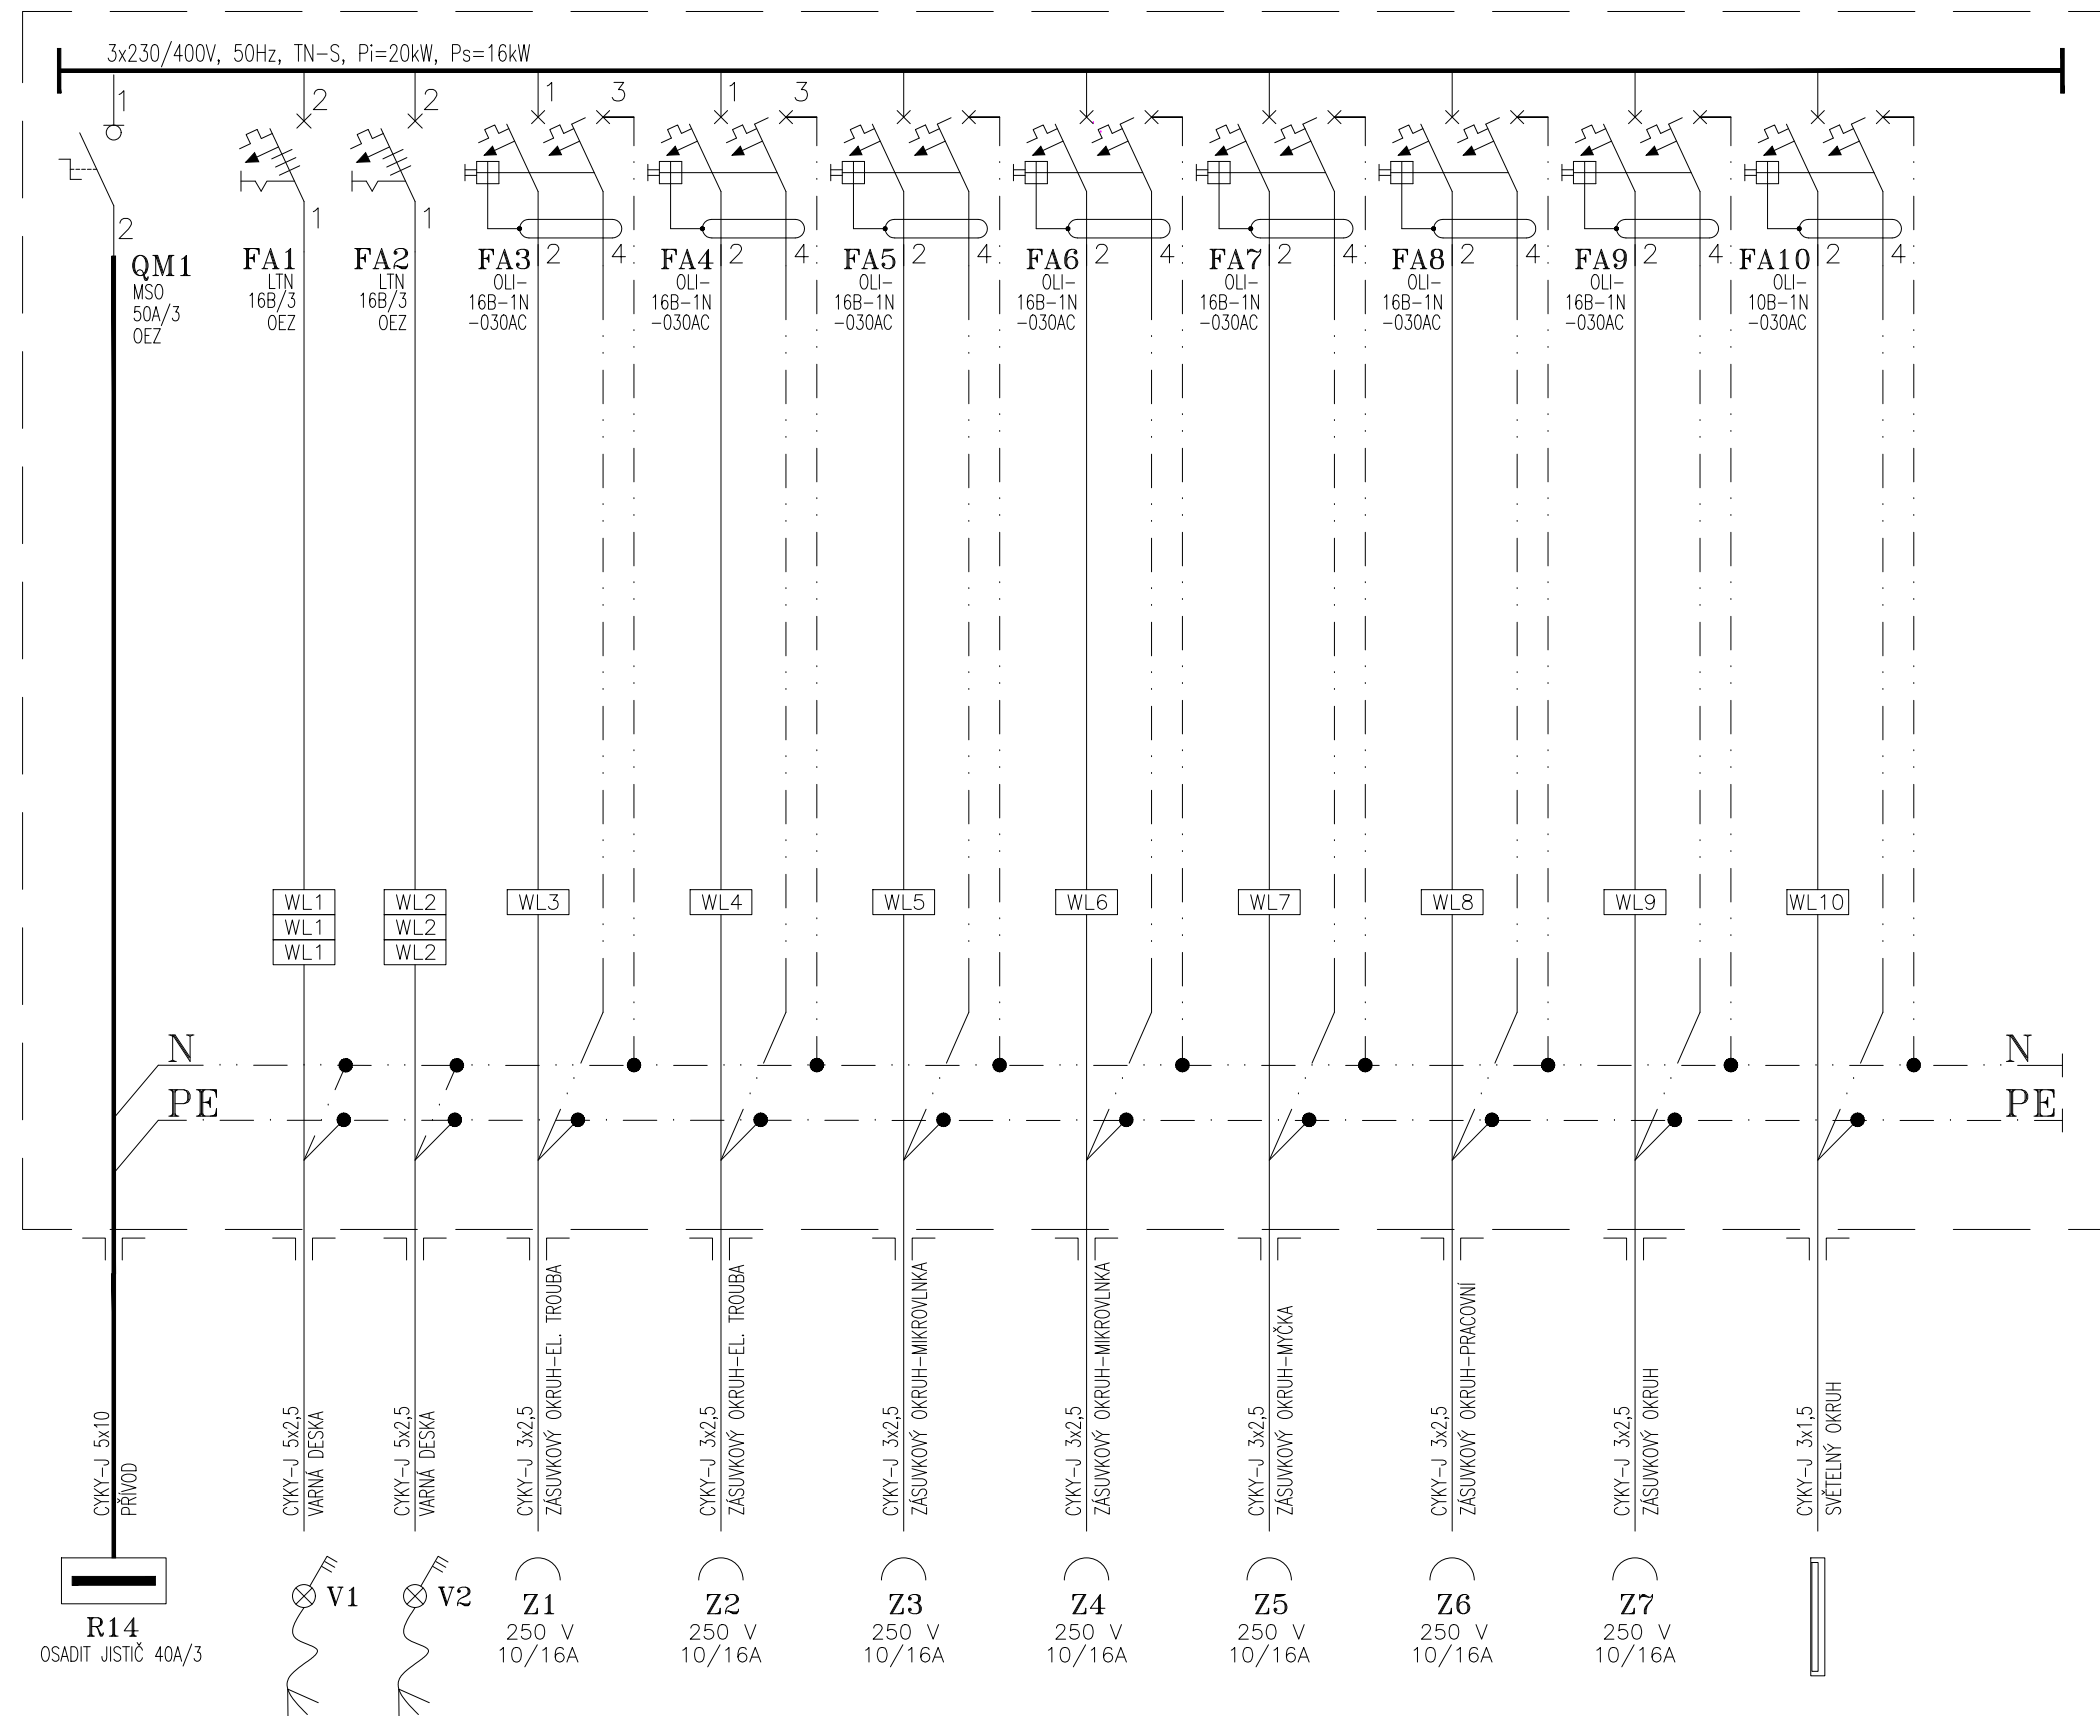 3x230/400V, 50Hz, TN-S, Pi=20kW, Ps=16kW
1 2 2 1 3 1 3
2 1 1
QM1
MSO
50A/3
OEZ
FA1
LTN
16B/3
OEZ
FA2
LTN
16B/3
OEZ
FA3 2 4
OLI-
16B-1N
-030AC
FA4 2 4
OLI-
16B-1N
-030AC
FA5 2 4
OLI-
16B-1N
-030AC
FA6 2 4
OLI-
16B-1N
-030AC
FA7 2 4
OLI-
16B-1N
-030AC
FA8 2 4
OLI-
16B-1N
-030AC
FA9 2 4
OLI-
16B-1N
-030AC
FA10 2 4
OLI-
10B-1N
-030AC
WL1 WL2 WL3 WL4 WL5 WL6 WL7 WL8 WL9 WL10
WL1 WL2
WL1 WL2
N N
PE PE
CYKY-J 5x10
PŘÍVOD
CYKY-J 5x2,5
VARNÁ DESKA
CYKY-J 5x2,5
VARNÁ DESKA
CYKY-J 3x2,5
ZÁSUVKOVÝ OKRUH-EL. TROUBA
CYKY-J 3x2,5
ZÁSUVKOVÝ OKRUH-EL. TROUBA
CYKY-J 3x2,5
ZÁSUVKOVÝ OKRUH-MIKROVLNKA
CYKY-J 3x2,5
ZÁSUVKOVÝ OKRUH-MIKROVLNKA
CYKY-J 3x2,5
ZÁSUVKOVÝ OKRUH-MYČKA
CYKY-J 3x2,5
ZÁSUVKOVÝ OKRUH-PRACOVNÍ
CYKY-J 3x2,5
ZÁSUVKOVÝ OKRUH
CYKY-J 3x1,5
SVĚTELNÝ OKRUH
R14
OSADIT JISTIČ 40A/3
V1
V2
Z1
250 V
10/16A
Z2
250 V
10/16A
Z3
250 V
10/16A
Z4
250 V
10/16A
Z5
250 V
10/16A
Z6
250 V
10/16A
Z7
250 V
10/16A